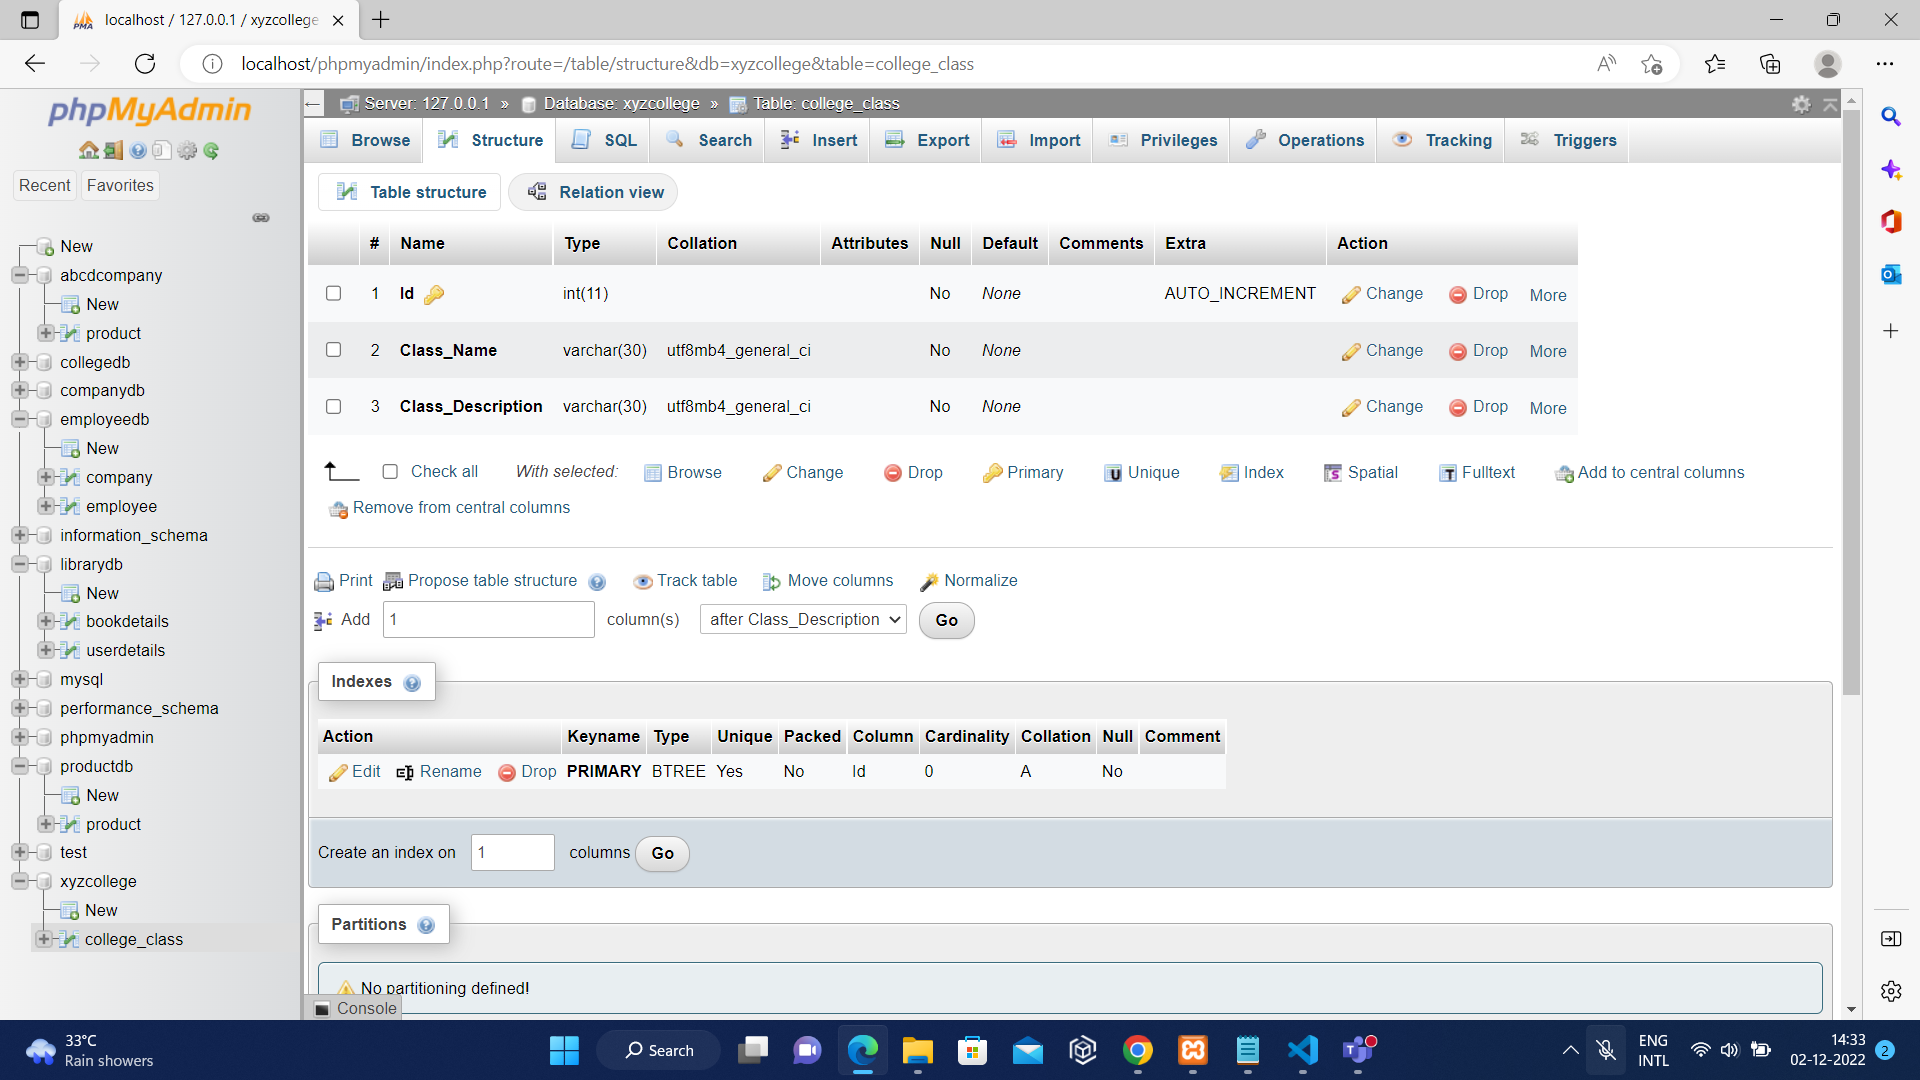 localhost / 127.0.0.1 / xyzcollege
localhost/phpmyadmin/index.php?route=/table/structure&db=xyzcollege&table=college_class
phpMyAdmin
Recent Favorites
New
abcdcompany
New
product
collegedb
companydb
employeedb
New
company
employee
information_schema
librarydb
New
bookdetails
userdetails
mysql
performance_schema
phpmyadmin
productdb
New
product
test
xyzcollege
New
college_class
Server: 127.0.0.1 » Database: xyzcollege » Table: college_class
Browse Structure SQL Search Insert Export Import Privileges Operations Tracking Triggers
Table structure Relation view
# Name Type Collation Attributes Null Default Comments Extra Action
1 Id int(11) No None AUTO_INCREMENT Change Drop More
2 Class_Name varchar(30) utf8mb4_general_ci No None Change Drop More
3 Class_Description varchar(30) utf8mb4_general_ci No None Change Drop More
Check all With selected: Browse Change Drop Primary Unique Index Spatial Fulltext Add to central columns
Remove from central columns
Print Propose table structure Track table Move columns Normalize
Add 1 column(s) after Class_Description Go
Indexes
Action Keyname Type Unique Packed Column Cardinality Collation Null Comment
Edit Rename Drop PRIMARY BTREE Yes No Id 0 A No
Create an index on 1 columns Go
Partitions
No partitioning defined!
Console
33°C
Rain showers
Search
ENG
INTL
14:33
02-12-2022
2